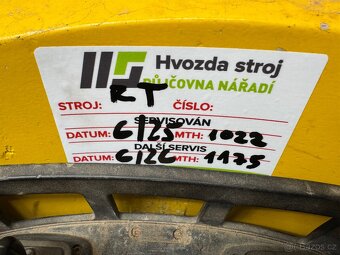 Hvozda stroj
PŮJČOVNA NÁŘADÍ
STROJ: RT ČÍSLO:
SERVISOVÁN
DATUM: 6/25 MTH: 1022
DALŠÍ SERVIS
DATUM: 6/26 MTH: 1175